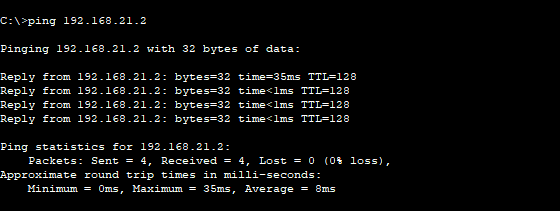 C:\>ping 192.168.21.2
Pinging 192.168.21.2 with 32 bytes of data:
Reply from 192.168.21.2: bytes=32 time=35ms TTL=128
Reply from 192.168.21.2: bytes=32 time<1ms TTL=128
Reply from 192.168.21.2: bytes=32 time<1ms TTL=128
Reply from 192.168.21.2: bytes=32 time<1ms TTL=128
Ping statistics for 192.168.21.2:
    Packets: Sent = 4, Received = 4, Lost = 0 (0% loss),
Approximate round trip times in milli-seconds:
    Minimum = 0ms, Maximum = 35ms, Average = 8ms